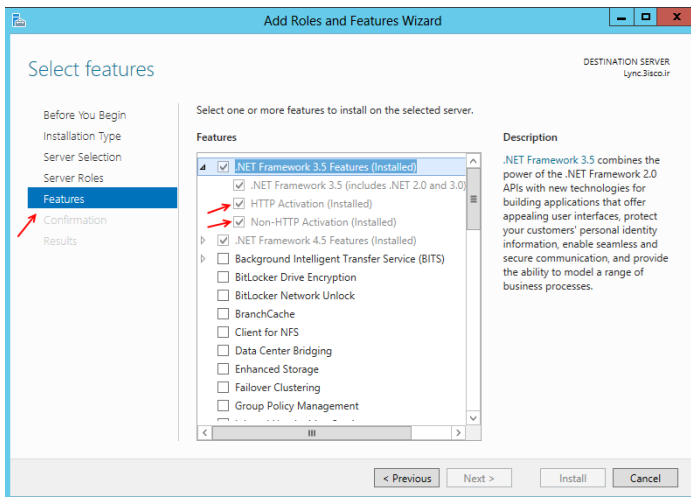 Add Roles and Features Wizard
Select features
DESTINATION SERVER
Lync.3isco.ir
Before You Begin
Installation Type
Server Selection
Server Roles
Features
Confirmation
Results
Select one or more features to install on the selected server.
Features
.NET Framework 3.5 Features (Installed)
.NET Framework 3.5 (includes .NET 2.0 and 3.0)
HTTP Activation (Installed)
Non-HTTP Activation (Installed)
.NET Framework 4.5 Features (Installed)
Background Intelligent Transfer Service (BITS)
BitLocker Drive Encryption
BitLocker Network Unlock
BranchCache
Client for NFS
Data Center Bridging
Enhanced Storage
Failover Clustering
Group Policy Management
Description
.NET Framework 3.5 combines the
power of the .NET Framework 2.0
APIs with new technologies for
building applications that offer
appealing user interfaces, protect
your customers' personal identity
information, enable seamless and
secure communication, and provide
the ability to model a range of
business processes.
< Previous
Next >
Install
Cancel